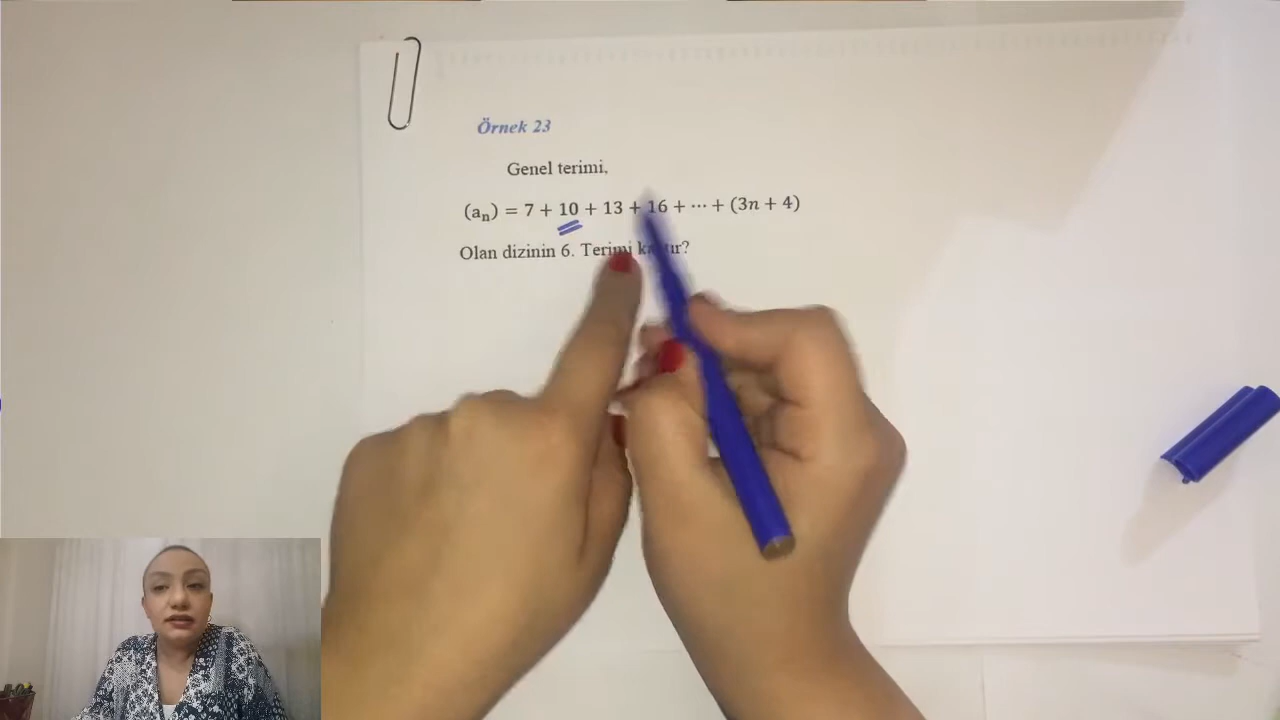 Örnek 23
Genel terimi,
(aₙ) = 7 + 10 + 13 + 16 + ⋯ + (3n + 4)
Olan dizinin 6. Terimi